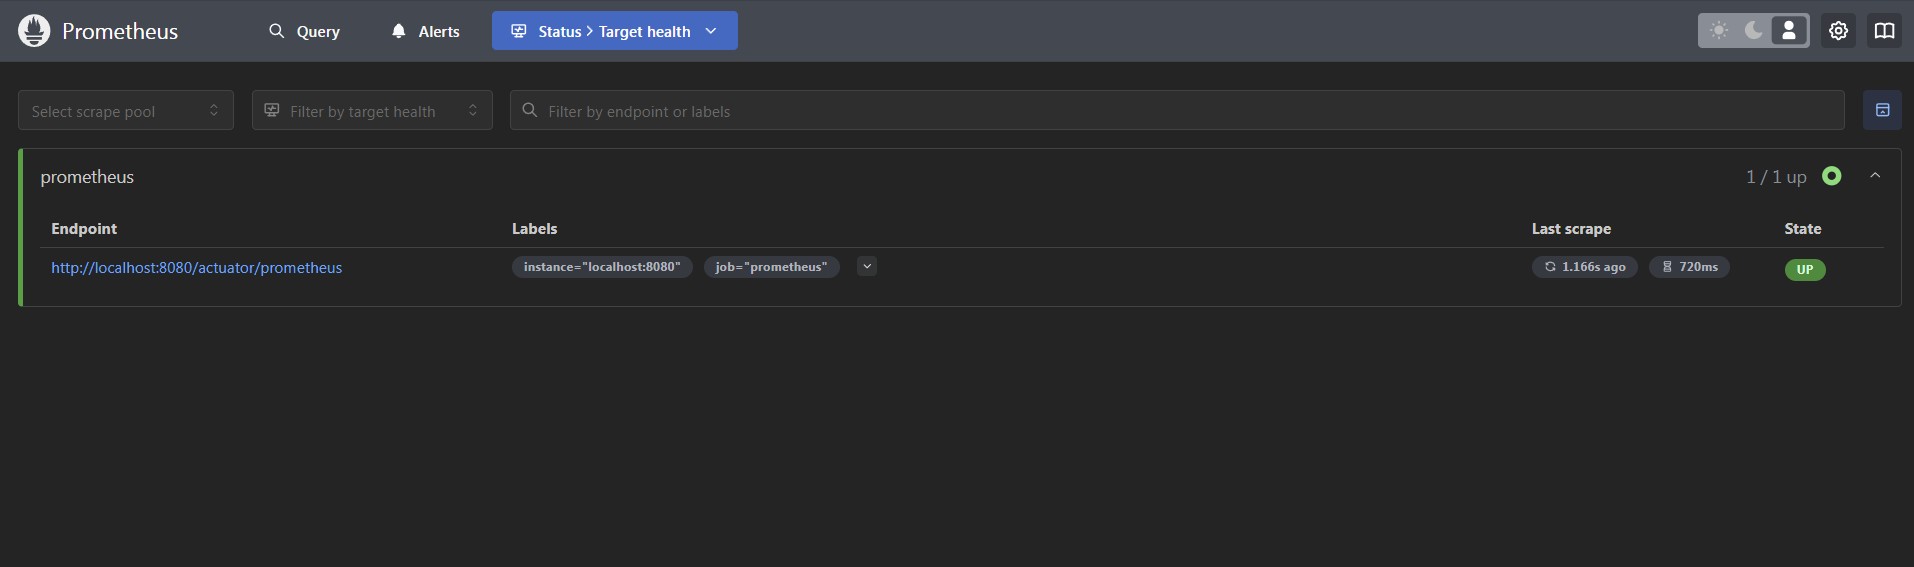 Prometheus Query Alerts Status > Target health
Select scrape pool Filter by target health Filter by endpoint or labels
prometheus 1 / 1 up
Endpoint Labels Last scrape State
http://localhost:8080/actuator/prometheus instance="localhost:8080" job="prometheus" 1.166s ago 720ms UP